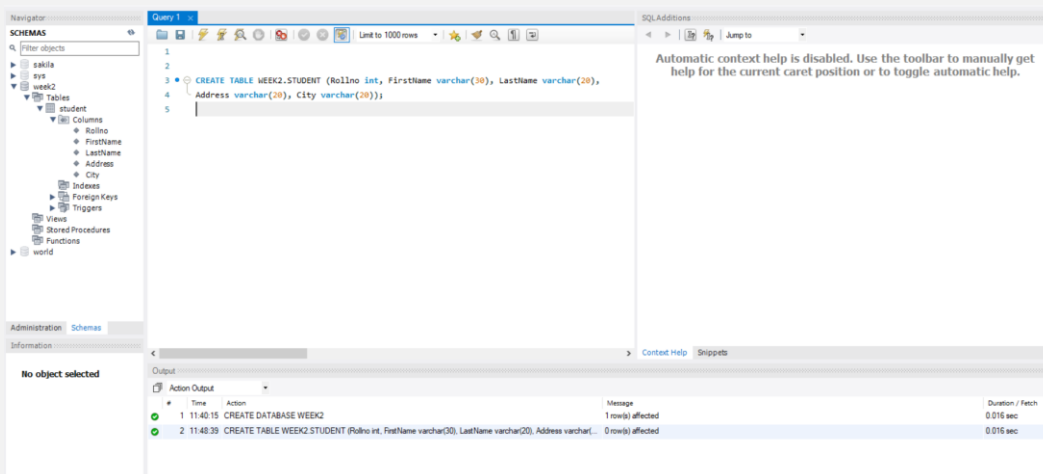 Navigator
SCHEMAS
Filter objects
sakila
sys
week2
Tables
student
Columns
Rollno
FirstName
LastName
Address
City
Indexes
Foreign Keys
Triggers
Views
Stored Procedures
Functions
world
Administration Schemas
Information
No object selected
Query 1
Limit to 1000 rows
1
2
3 CREATE TABLE WEEK2.STUDENT (Rollno int, FirstName varchar(30), LastName varchar(20),
4 Address varchar(20), City varchar(20));
5
SQLAdditions
Jump to
Automatic context help is disabled. Use the toolbar to manually get
help for the current caret position or to toggle automatic help.
Context Help Snippets
Output
Action Output
# Time Action Message Duration / Fetch
1 11:40:15 CREATE DATABASE WEEK2 1 row(s) affected 0.016 sec
2 11:48:39 CREATE TABLE WEEK2.STUDENT (Rollno int, FirstName varchar(30), LastName varchar(20), Address varchar(... 0 row(s) affected 0.016 sec